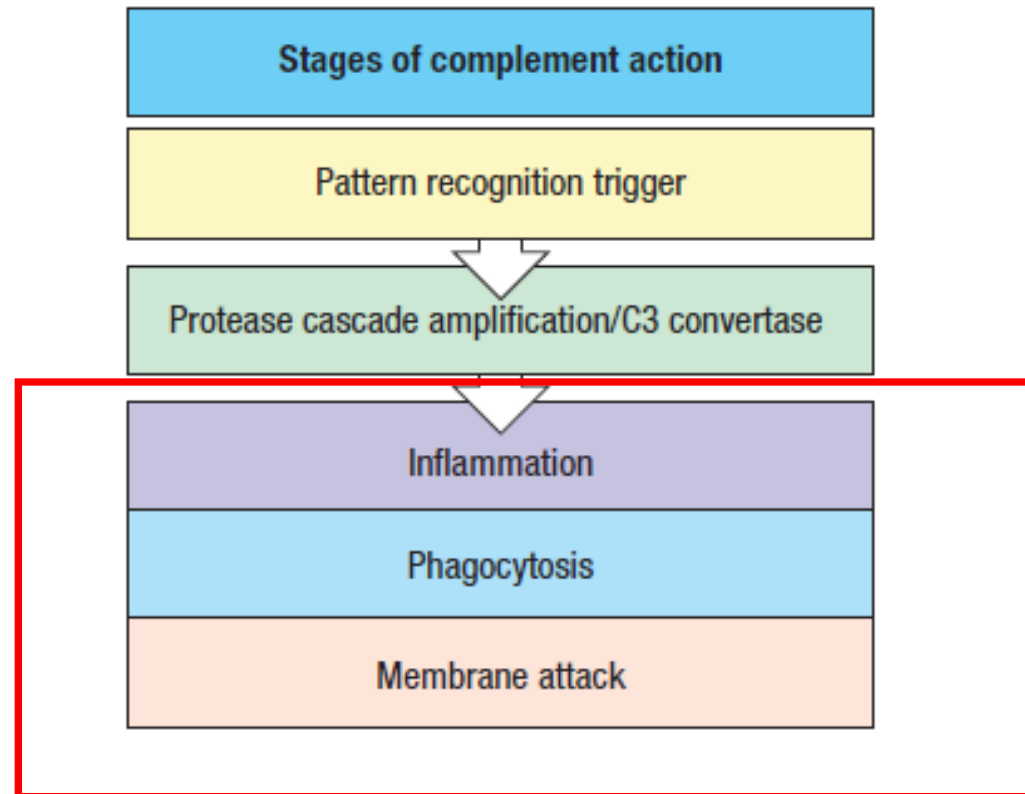 Stages of complement action
Pattern recognition trigger
Protease cascade amplification/C3 convertase
Inflammation
Phagocytosis
Membrane attack